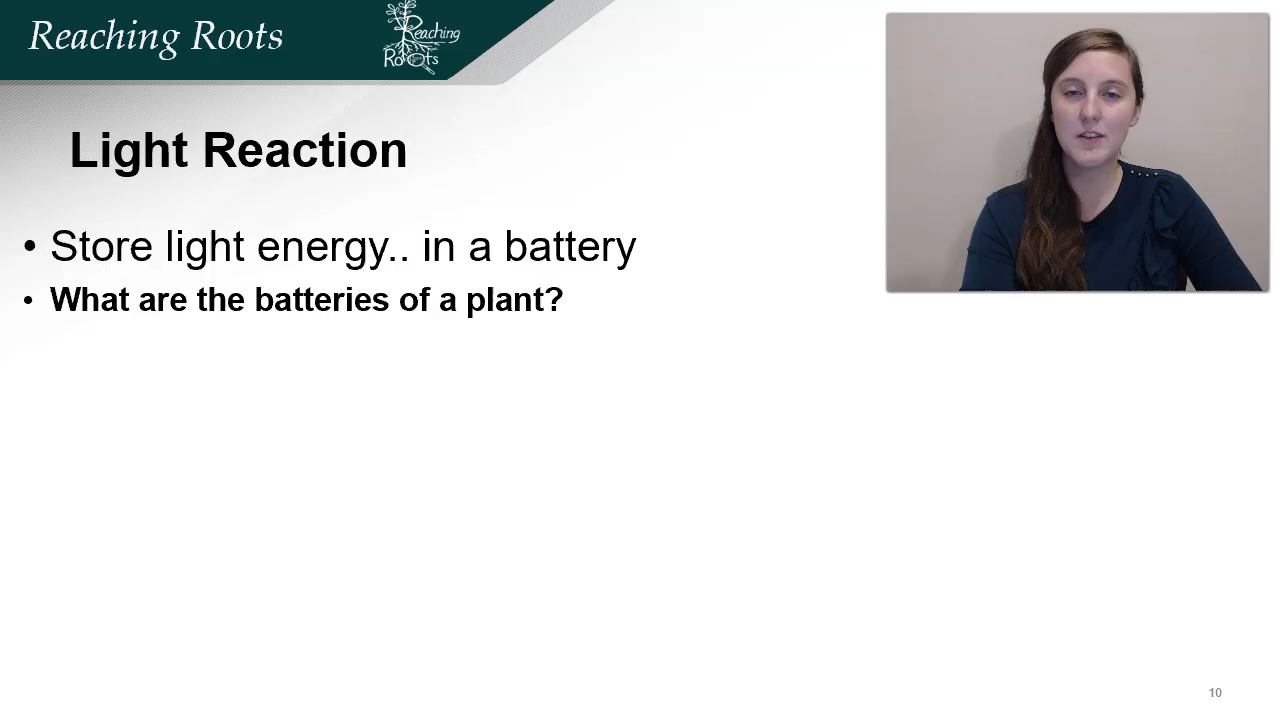 Reaching Roots
Reaching
Roots
Light Reaction
• Store light energy.. in a battery
• What are the batteries of a plant?
10